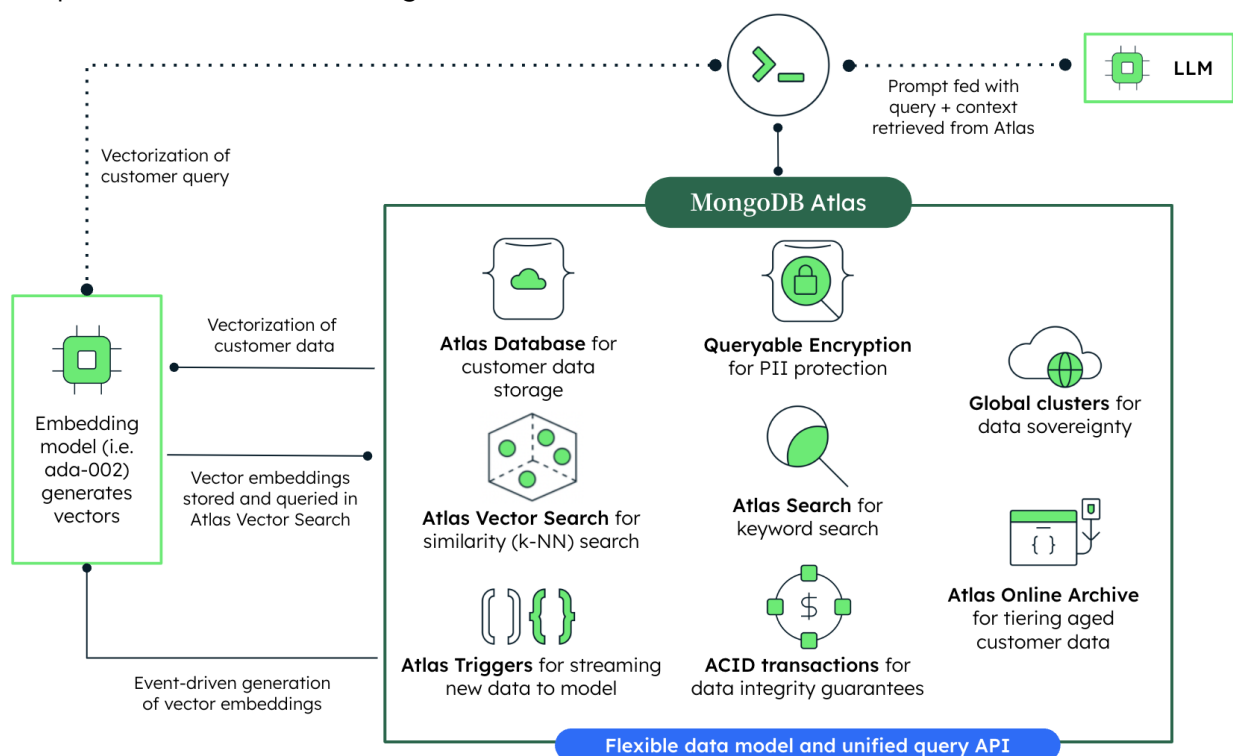 LLM
Prompt fed with
query + context
retrieved from Atlas
Vectorization of
customer query
MongoDB Atlas
Embedding
model (i.e.
ada-002)
generates
vectors
Vectorization of
customer data
Vector embeddings
stored and queried in
Atlas Vector Search
Event-driven generation
of vector embeddings
Atlas Database for
customer data
storage
Queryable Encryption
for PII protection
Global clusters for
data sovereignty
Atlas Vector Search for
similarity (k-NN) search
Atlas Search for
keyword search
Atlas Online Archive
for tiering aged
customer data
Atlas Triggers for streaming
new data to model
$
ACID transactions for
data integrity guarantees
Flexible data model and unified query API